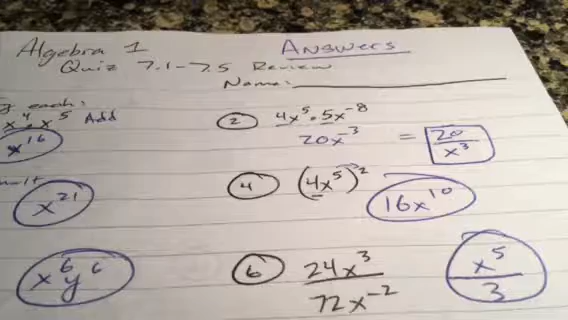 Algebra 1 ANSWERS
Quiz 7.1-7.5 Review
Name:
each:
x⁴ x⁵ Add
x¹⁶
② 4x⁵•5x⁻⁸
20x⁻³ = 20/x³
x²¹
④ (4x⁵)² 16x¹⁰
x⁶y⁶
⑥ 24x³/72x⁻² x⁵/3